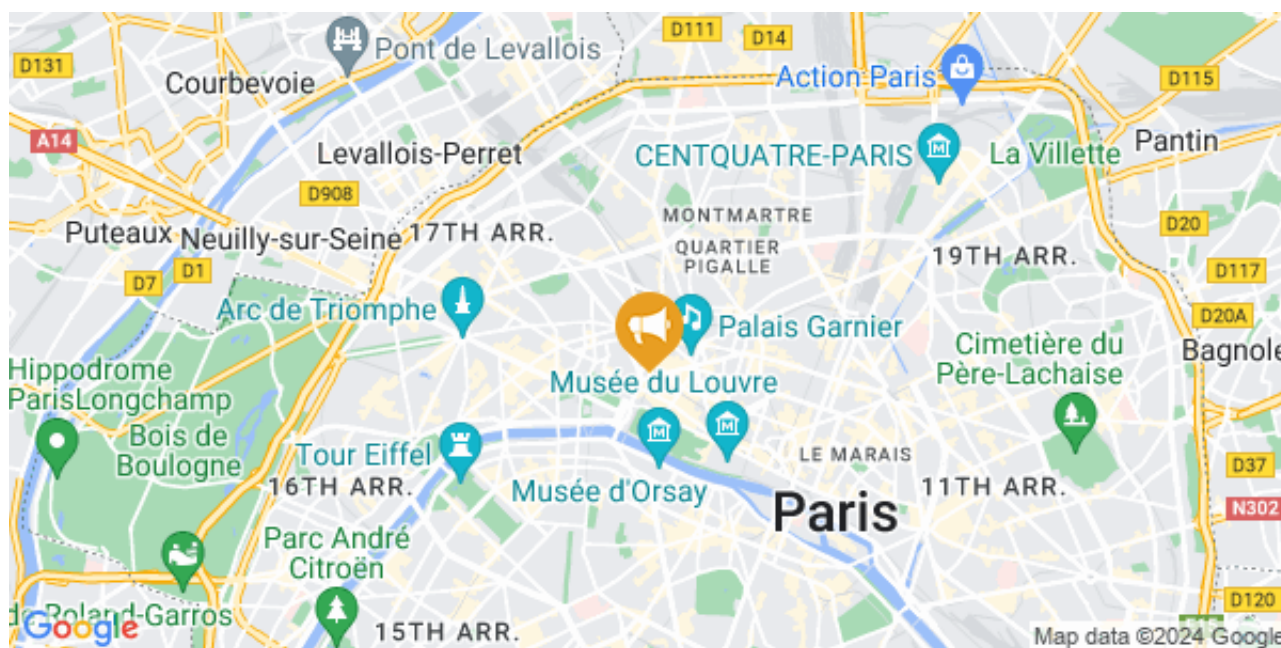 D111
D14
Pont de Levallois
D131
Action Paris
D115
Courbevoie
A14
Pantin
Levallois-Perret
CENTQUATRE-PARIS
La Villette
D908
MONTMARTRE
D20
Puteaux
Neuilly-sur-Seine
17TH ARR.
QUARTIER
PIGALLE
19TH ARR.
D7
D1
D117
Arc de Triomphe
Palais Garnier
D20A
Cimetière du
Père-Lachaise
Bagnole
Hippodrome
ParisLongchamp
Musée du Louvre
Bois de
Boulogne
Tour Eiffel
LE MARAIS
D37
16TH ARR.
Musée d'Orsay
11TH ARR.
Paris
N302
Parc André
Citroën
D120
Roland-Garros
Google
15TH ARR.
Map data ©2024 Google